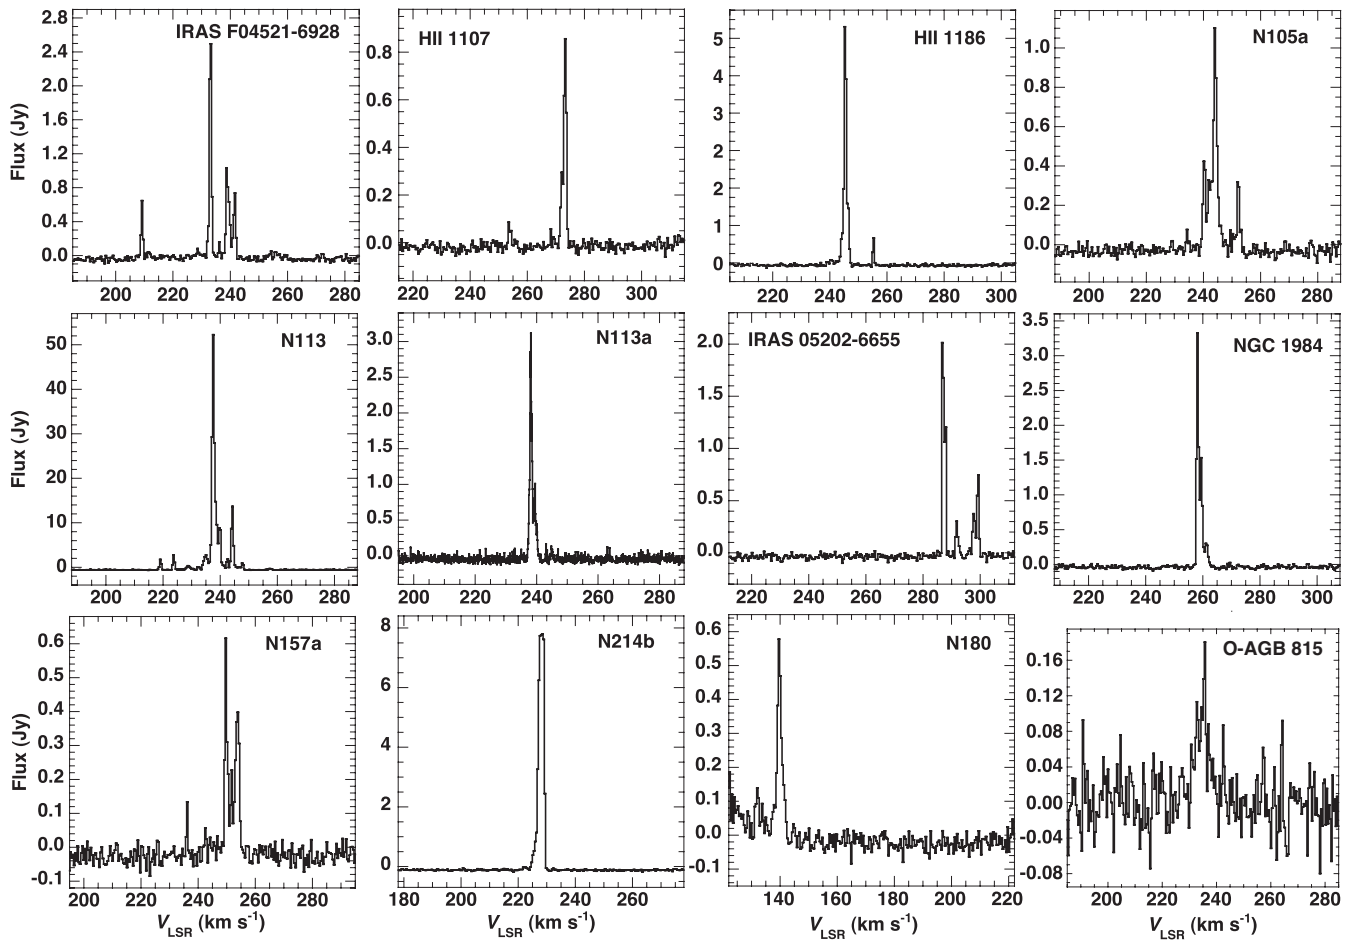 IRAS F04521-6928
Flux (Jy)
2.8
2.4
2.0
1.6
1.2
0.8
0.4
0.0
200 220 240 260 280
HII 1107
0.8
0.6
0.4
0.2
0.0
220 240 260 280 300
HII 1186
5
4
3
2
2
1
0
220 240 260 280 300
N105a
1.0
0.8
0.6
0.4
0.2
0.0
200 220 240 260 280
N113
Flux (Jy)
50
40
30
20
10
0
200 220 240 260 280
N113a
3.0
2.5
2.0
1.5
1.0
0.5
0.0
200 220 240 260 280
IRAS 05202-6655
2.0
1.5
1.0
0.5
0.0
220 240 260 280 300
NGC 1984
3.5
3.0
2.5
2.0
1.5
1.0
0.5
0.0
220 240 260 280 300
N157a
Flux (Jy)
0.6
0.5
0.4
0.3
0.2
0.1
0.0
-0.1
200 220 240 260 280
VLSR (km s-1)
N214b
8
6
4
2
0
180 200 220 240 260
VLSR (km s-1)
N180
0.6
0.5
0.4
0.3
0.2
0.1
0.0
-0.1
140 160 180 200 220
VLSR (km s-1)
O-AGB 815
0.16
0.12
0.08
0.04
0.00
-0.04
-0.08
200 220 240 260 280
VLSR (km s-1)